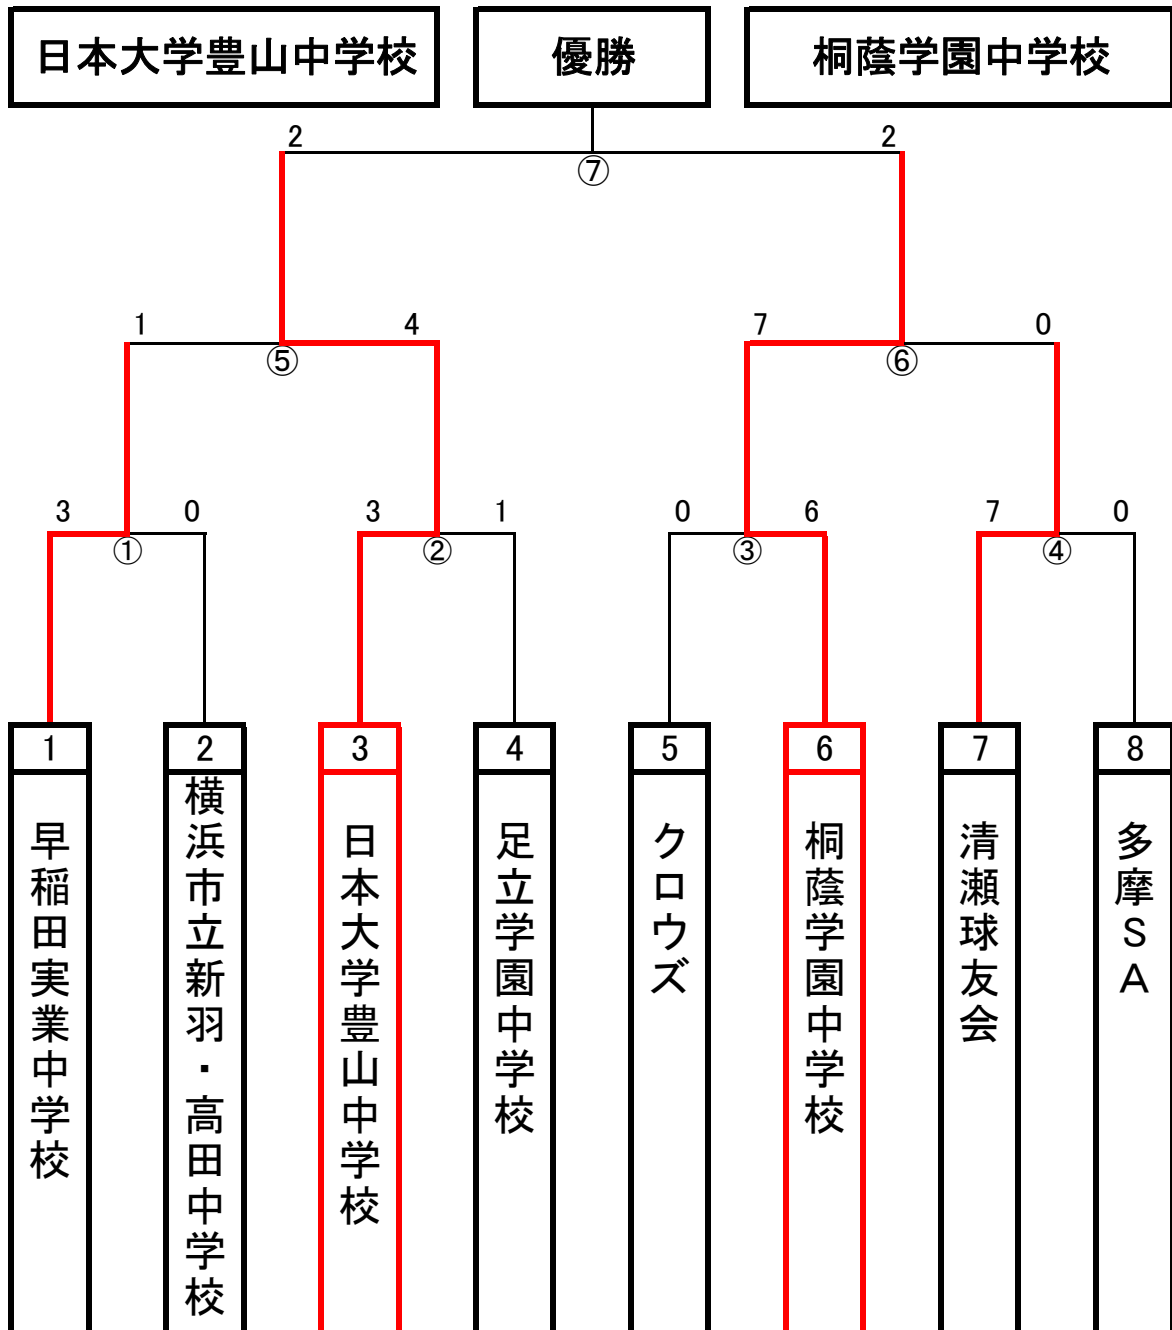 日本大学豊山中学校 優勝 桐蔭学園中学校
2 2
⑦
1 4 7 0
⑤ ⑥
3 0 3 1 0 6 7 0
① ② ③ ④
1 2 3 4 5 6 7 8
早稲田実業中学校
横浜市立新羽・高田中学校
日本大学豊山中学校
足立学園中学校
クロウズ
桐蔭学園中学校
清瀬球友会
多摩SA